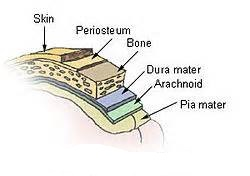 Skin
Periosteum
Bone
Dura mater
Arachnoid
Pia mater